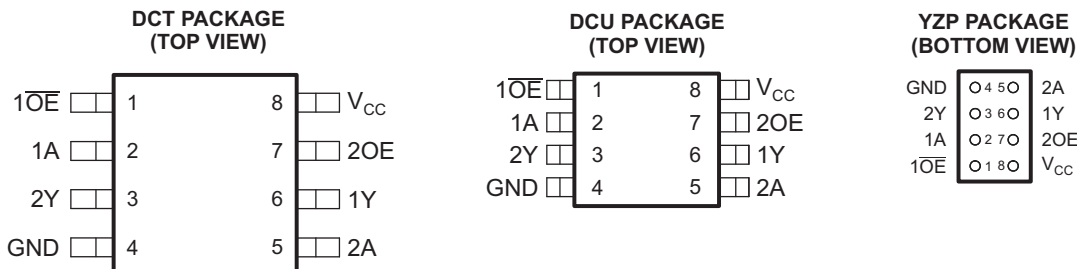 DCT PACKAGE
(TOP VIEW)
1O̅E̅ 1 8 VCC
1A 2 7 2OE
2Y 3 6 1Y
GND 4 5 2A
DCU PACKAGE
(TOP VIEW)
1O̅E̅ 1 8 VCC
1A 2 7 2OE
2Y 3 6 1Y
GND 4 5 2A
YZP PACKAGE
(BOTTOM VIEW)
GND 4 5 2A
2Y 3 6 1Y
1A 2 7 2OE
1O̅E̅ 1 8 VCC